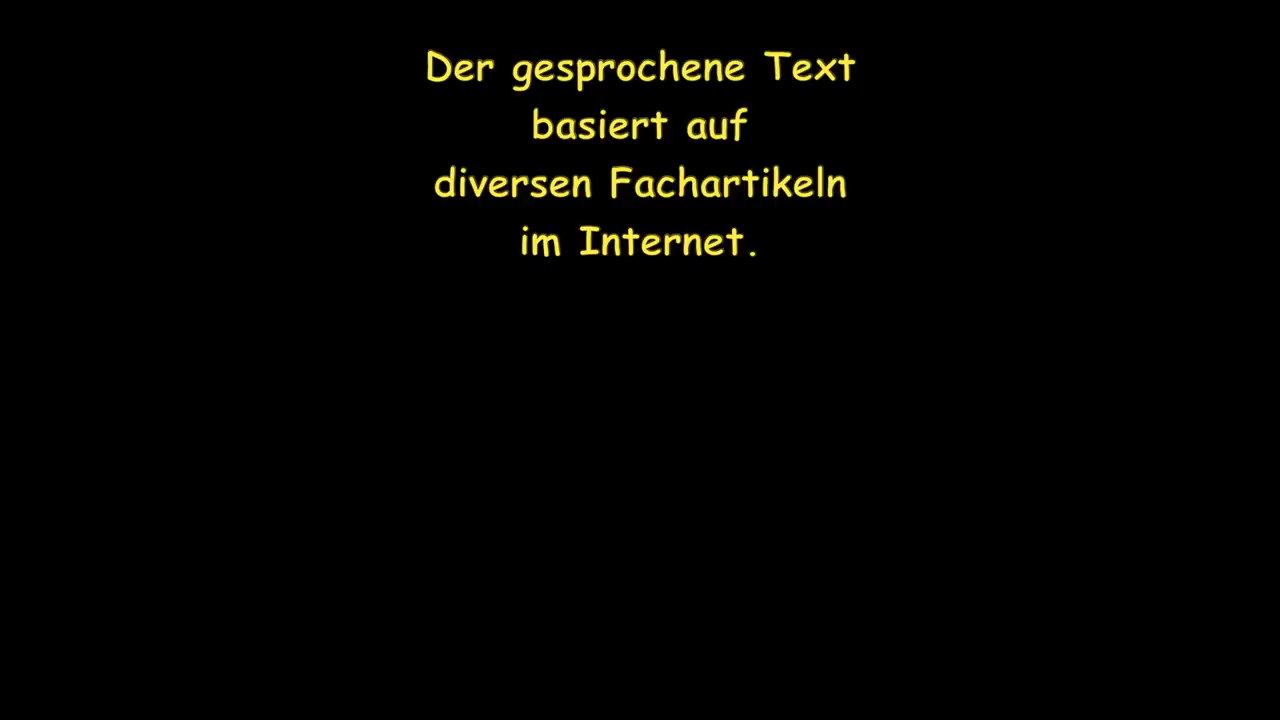 Der gesprochene Text
basiert auf
diversen Fachartikeln
im Internet.